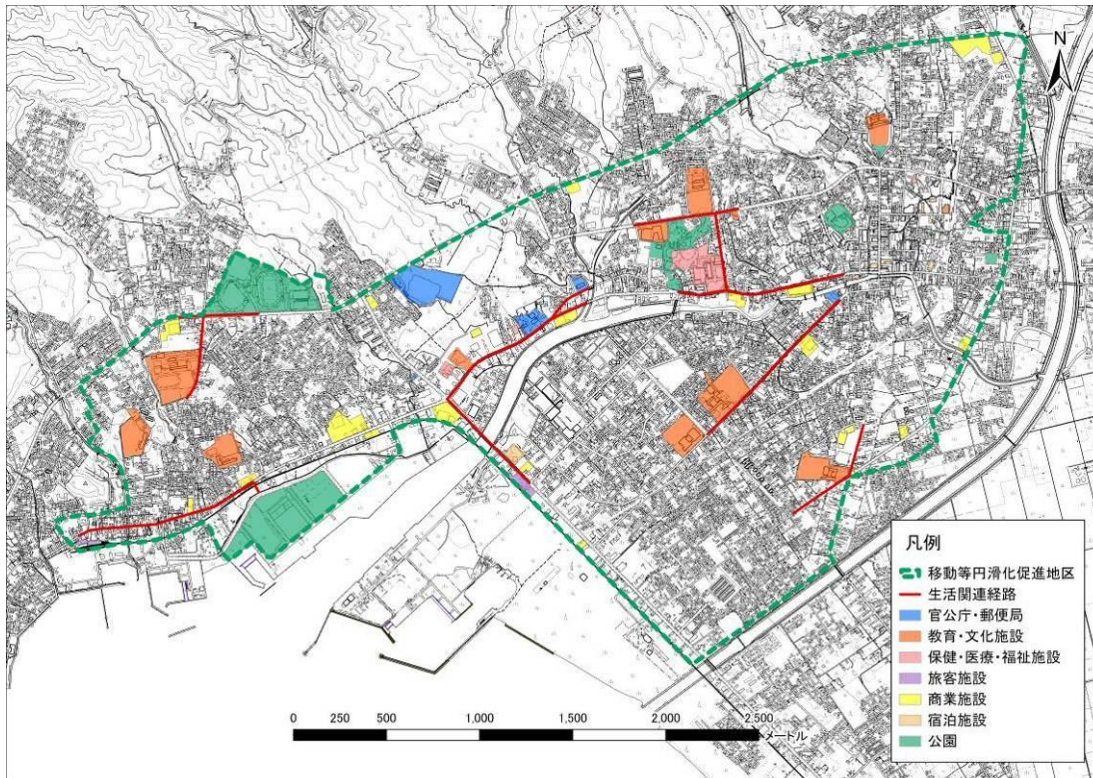 N
凡例
移動等円滑化促進地区
生活関連経路
官公庁・郵便局
教育・文化施設
保健・医療・福祉施設
旅客施設
商業施設
宿泊施設
公園
0 250 500 1,000 1,500 2,000 2,500
メートル